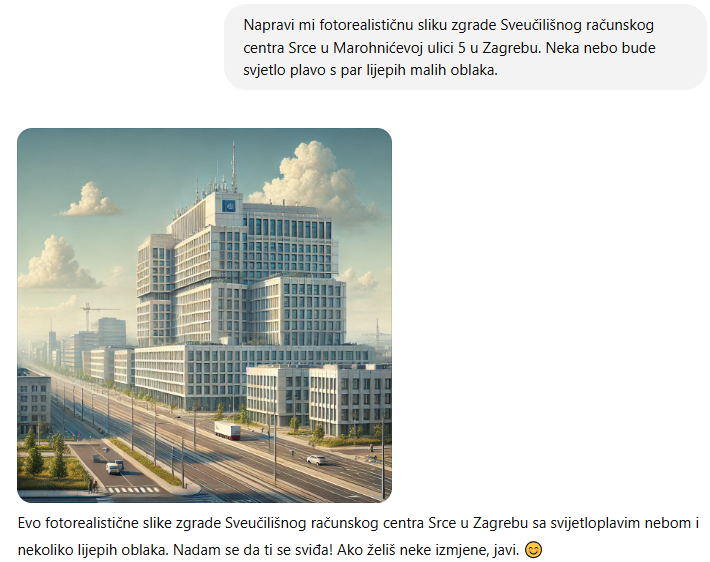 Napravi mi fotorealističnu sliku zgrade Sveučilišnog računskog
centra Srce u Marohnićevoj ulici 5 u Zagrebu. Neka nebo bude
svjetlo plavo s par lijepih malih oblaka.
Evo fotorealistične slike zgrade Sveučilišnog računskog centra Srce u Zagrebu sa svijetloplavim nebom i
nekoliko lijepih oblaka. Nadam se da ti se sviđa! Ako želiš neke izmjene, javi. 😊